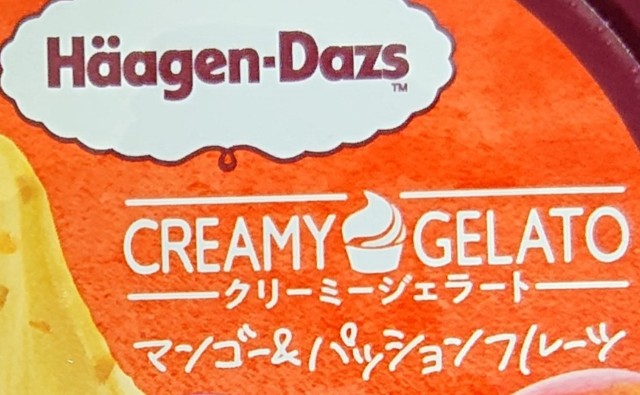 Häagen-Dazs
TM
CREAMY GELATO
クリーミージェラート
マンゴー&パッションフルーツ